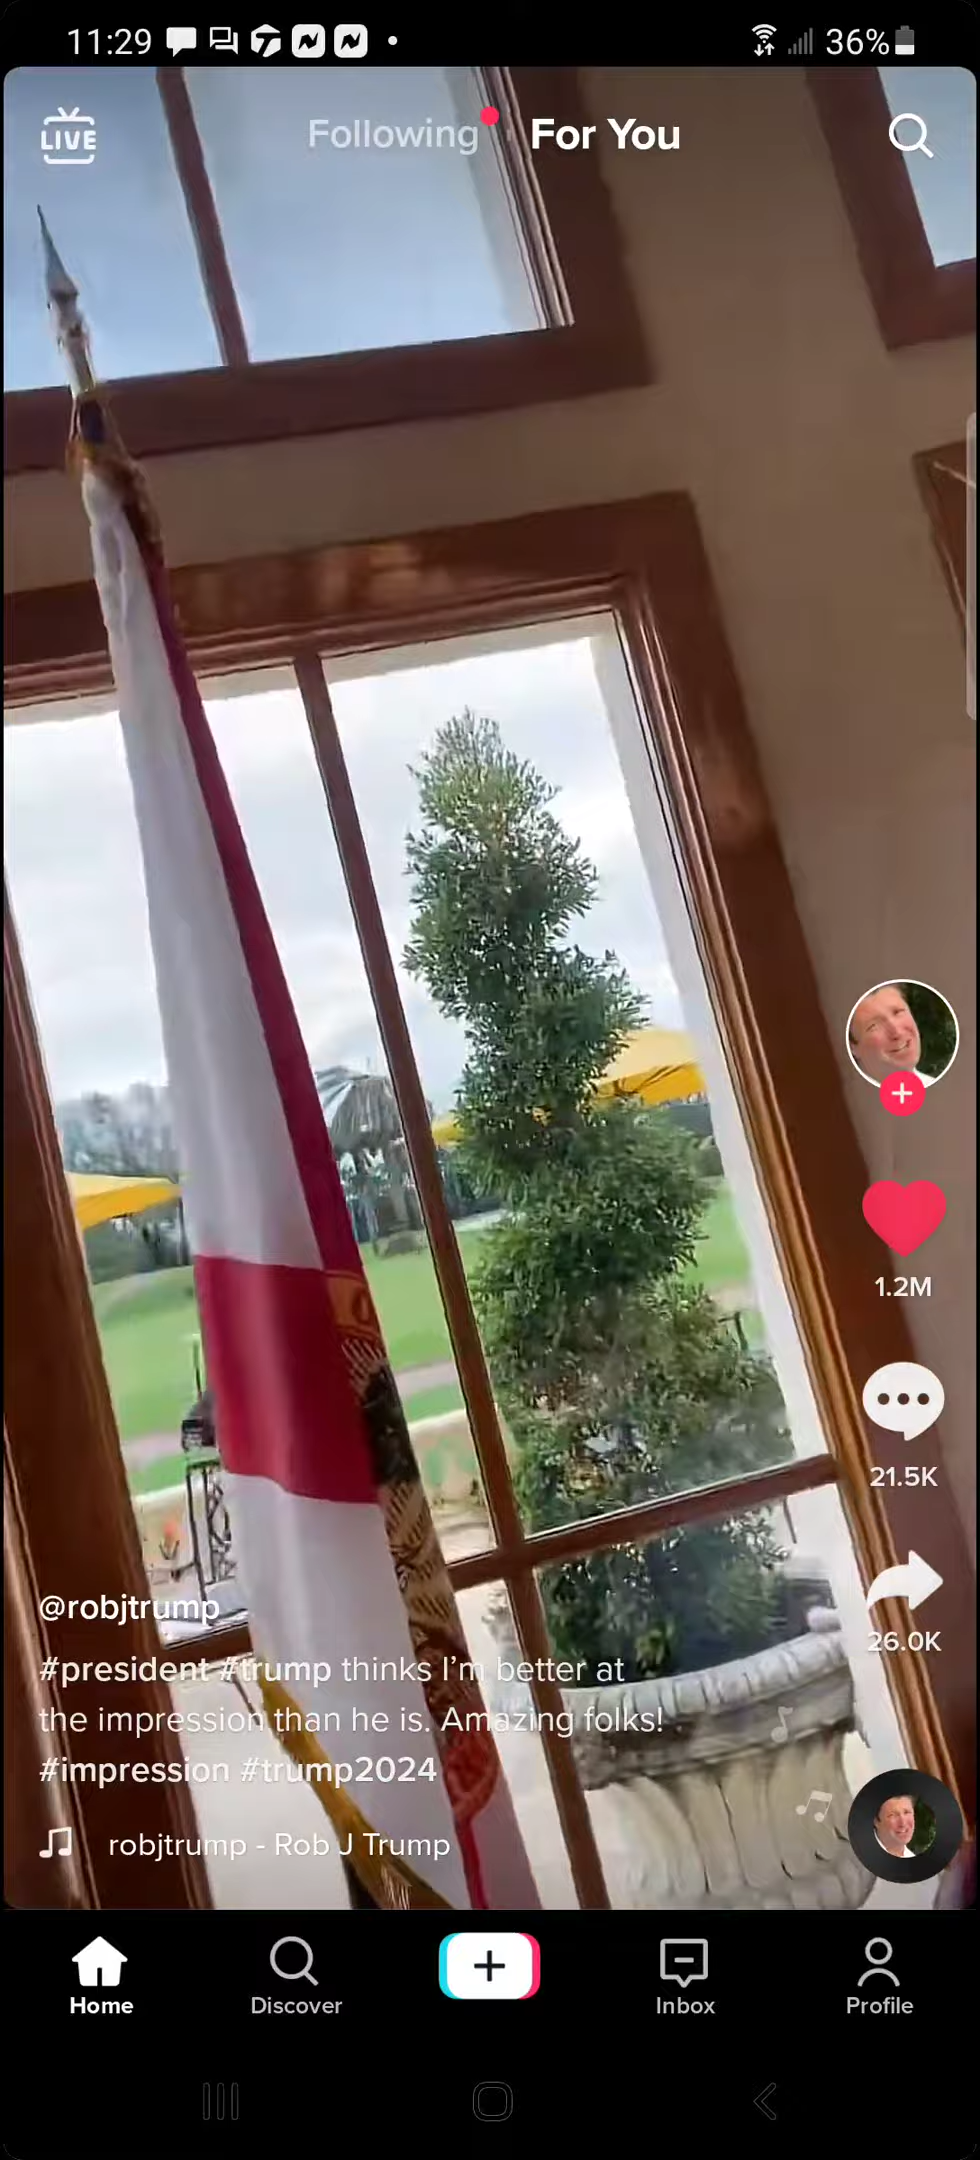 11:29
36%
LIVE
Following
For You
1.2M
21.5K
26.0K
@robjtrump
#president #trump thinks I'm better at
the impression than he is. Amazing folks!
#impression #trump2024
robjtrump - Rob J Trump
Home
Discover
Inbox
Profile